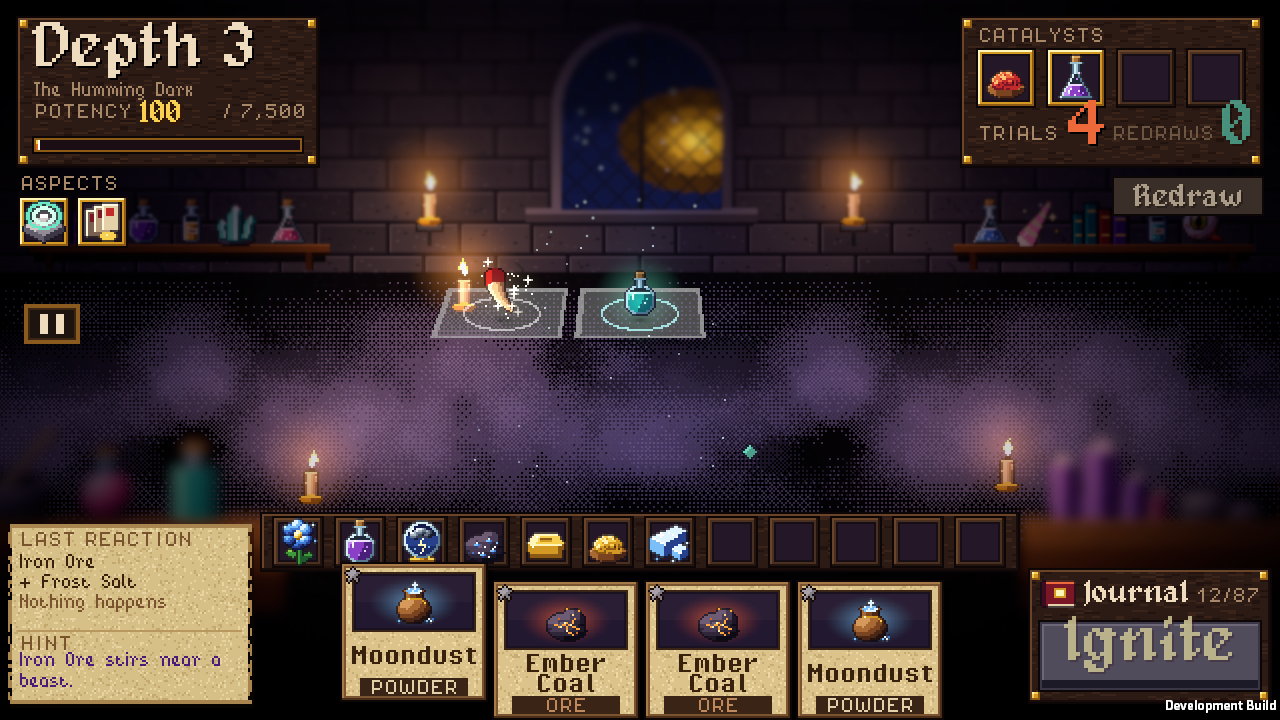 Depth 3
The Humming Dark
POTENCY 100 / 7,500
ASPECTS
CATALYSTS
TRIALS 4 REDRAWS 0
Redraw
LAST REACTION
Iron Ore
+ Frost Salt
Nothing happens
HINT
Iron Ore stirs near a
beast.
Moondust
POWDER
Ember
Coal
ORE
Ember
Coal
ORE
Moondust
POWDER
Journal 12/87
Ignite
Development Build